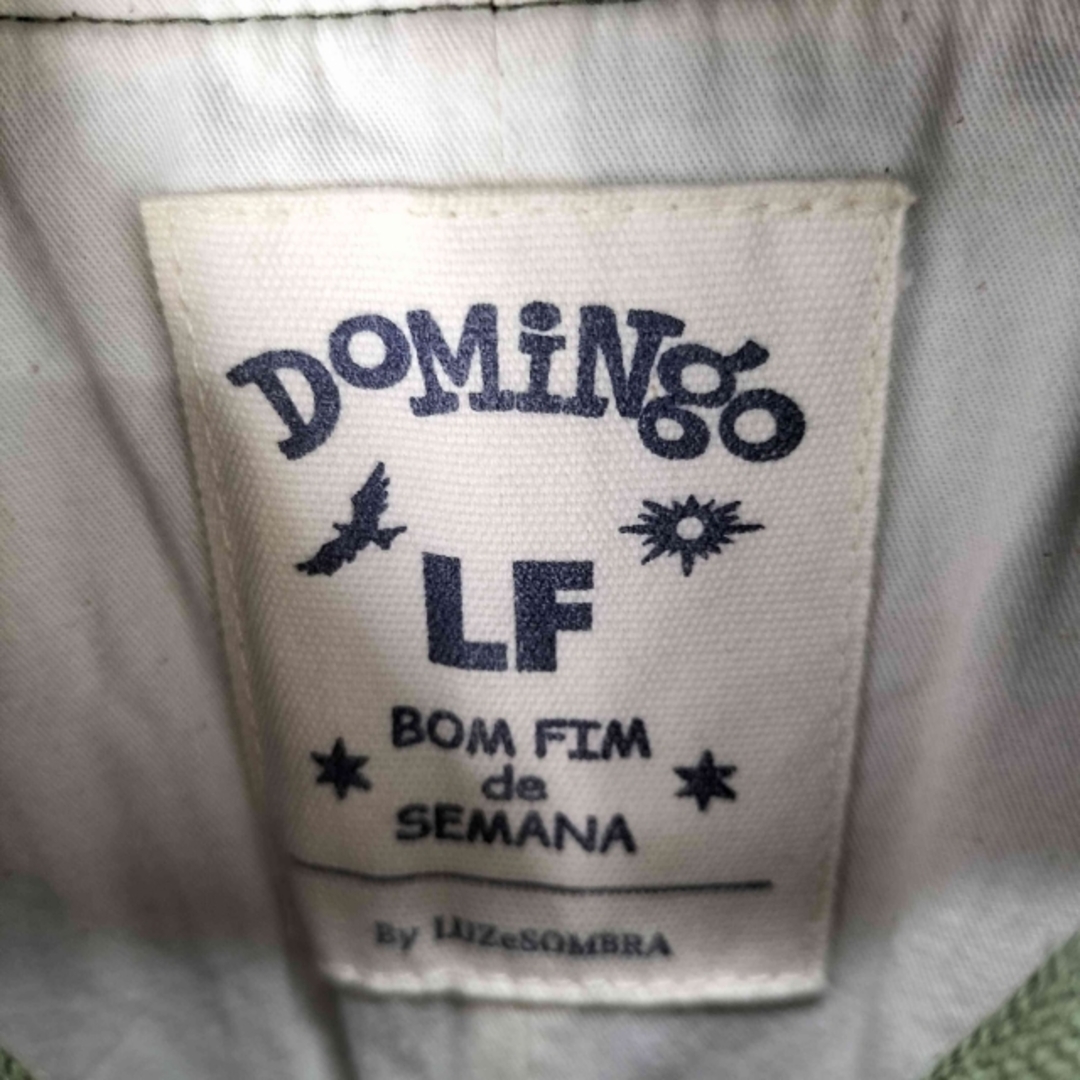 DOMiNgo
LF
BOM FIM
de
SEMANA
By LUZeSOMBRA